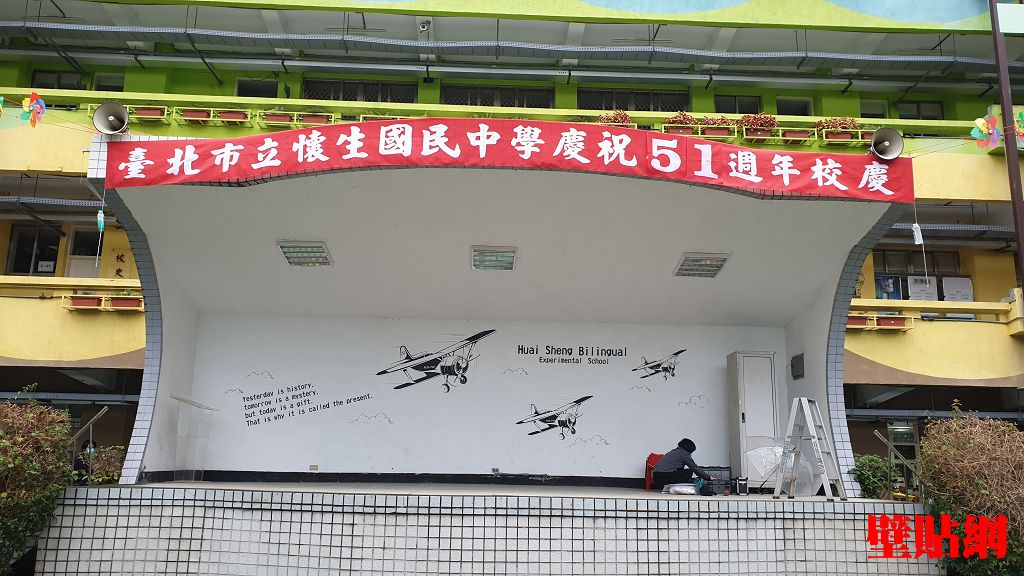 臺北市立懷生國民中學慶祝51週年校慶
校史
Huai Sheng Bilingual
Experimental School
Yesterday is history,
tomorrow is a mystery,
but today is a gift.
That is why it is called the present.
壁貼網